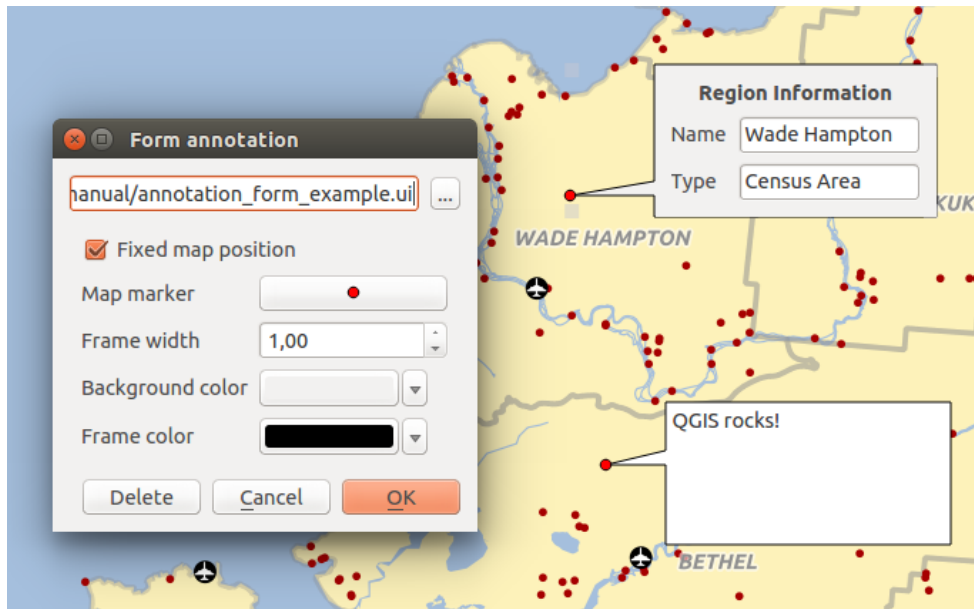 Form annotation
nanual/annotation_form_example.ui
...
Fixed map position
Map marker
Frame width
1,00
Background color
Frame color
Delete
Cancel
OK
Region Information
Name
Wade Hampton
Type
Census Area
KUK
WADE HAMPTON
QGIS rocks!
BETHEL